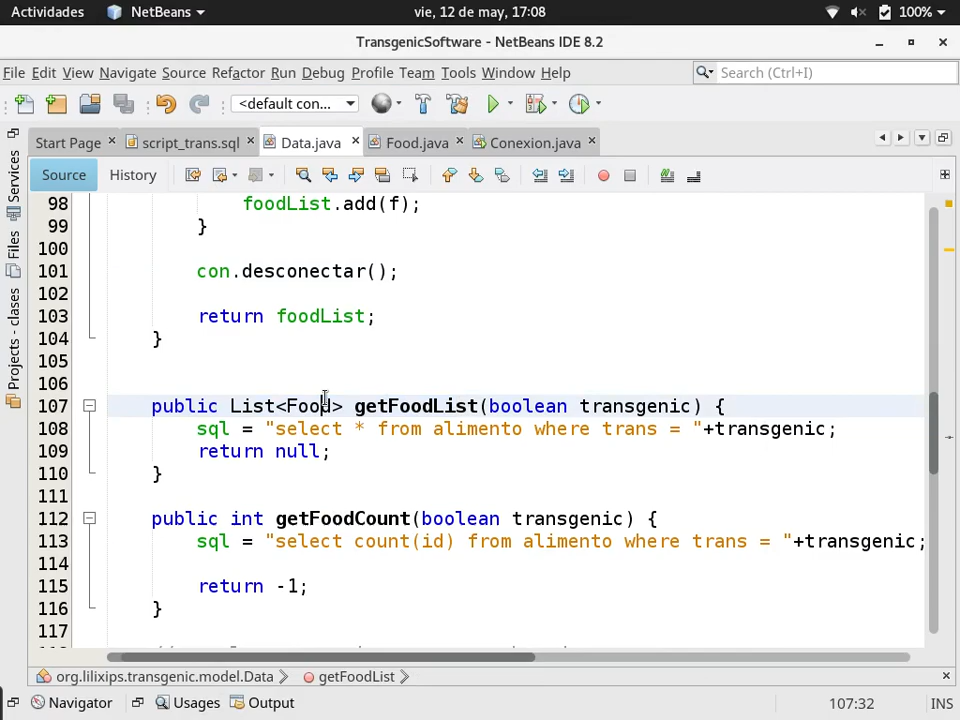 Actividades NetBeans vie, 12 de may, 17:08 100%
TransgenicSoftware - NetBeans IDE 8.2
File Edit View Navigate Source Refactor Run Debug Profile Team Tools Window Help Search (Ctrl+I)
<default con...
Start Page script_trans.sql Data.java Food.java Conexion.java
Source History
Services
Files
Projects - clases
98 foodList.add(f);
99 }
100
101 con.desconectar();
102
103 return foodList;
104 }
105
106
107 public List<Food> getFoodList(boolean transgenic) {
108 sql = "select * from alimento where trans = "+transgenic;
109 return null;
110 }
111
112 public int getFoodCount(boolean transgenic) {
113 sql = "select count(id) from alimento where trans = "+transgenic;
114
115 return -1;
116 }
117
org.lilixips.transgenic.model.Data getFoodList
Navigator Usages Output 107:32 INS